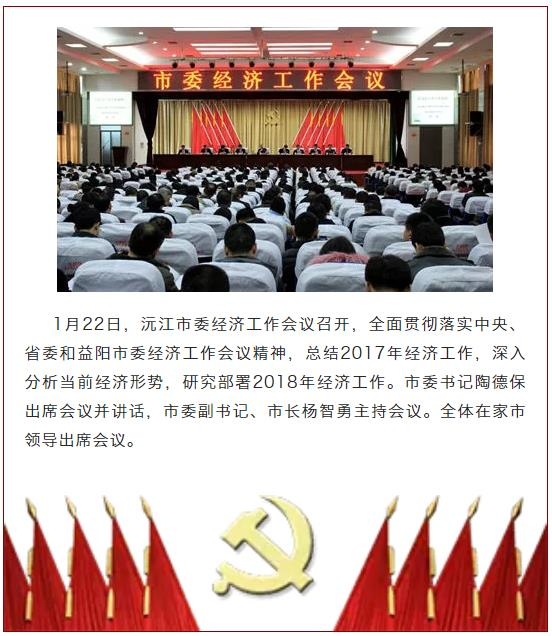 市委经济工作会议
1月22日，沅江市委经济工作会议召开，全面贯彻落实中央、
省委和益阳市委经济工作会议精神，总结2017年经济工作，深入
分析当前经济形势，研究部署2018年经济工作。市委书记陶德保
出席会议并讲话，市委副书记、市长杨智勇主持会议。全体在家市
领导出席会议。